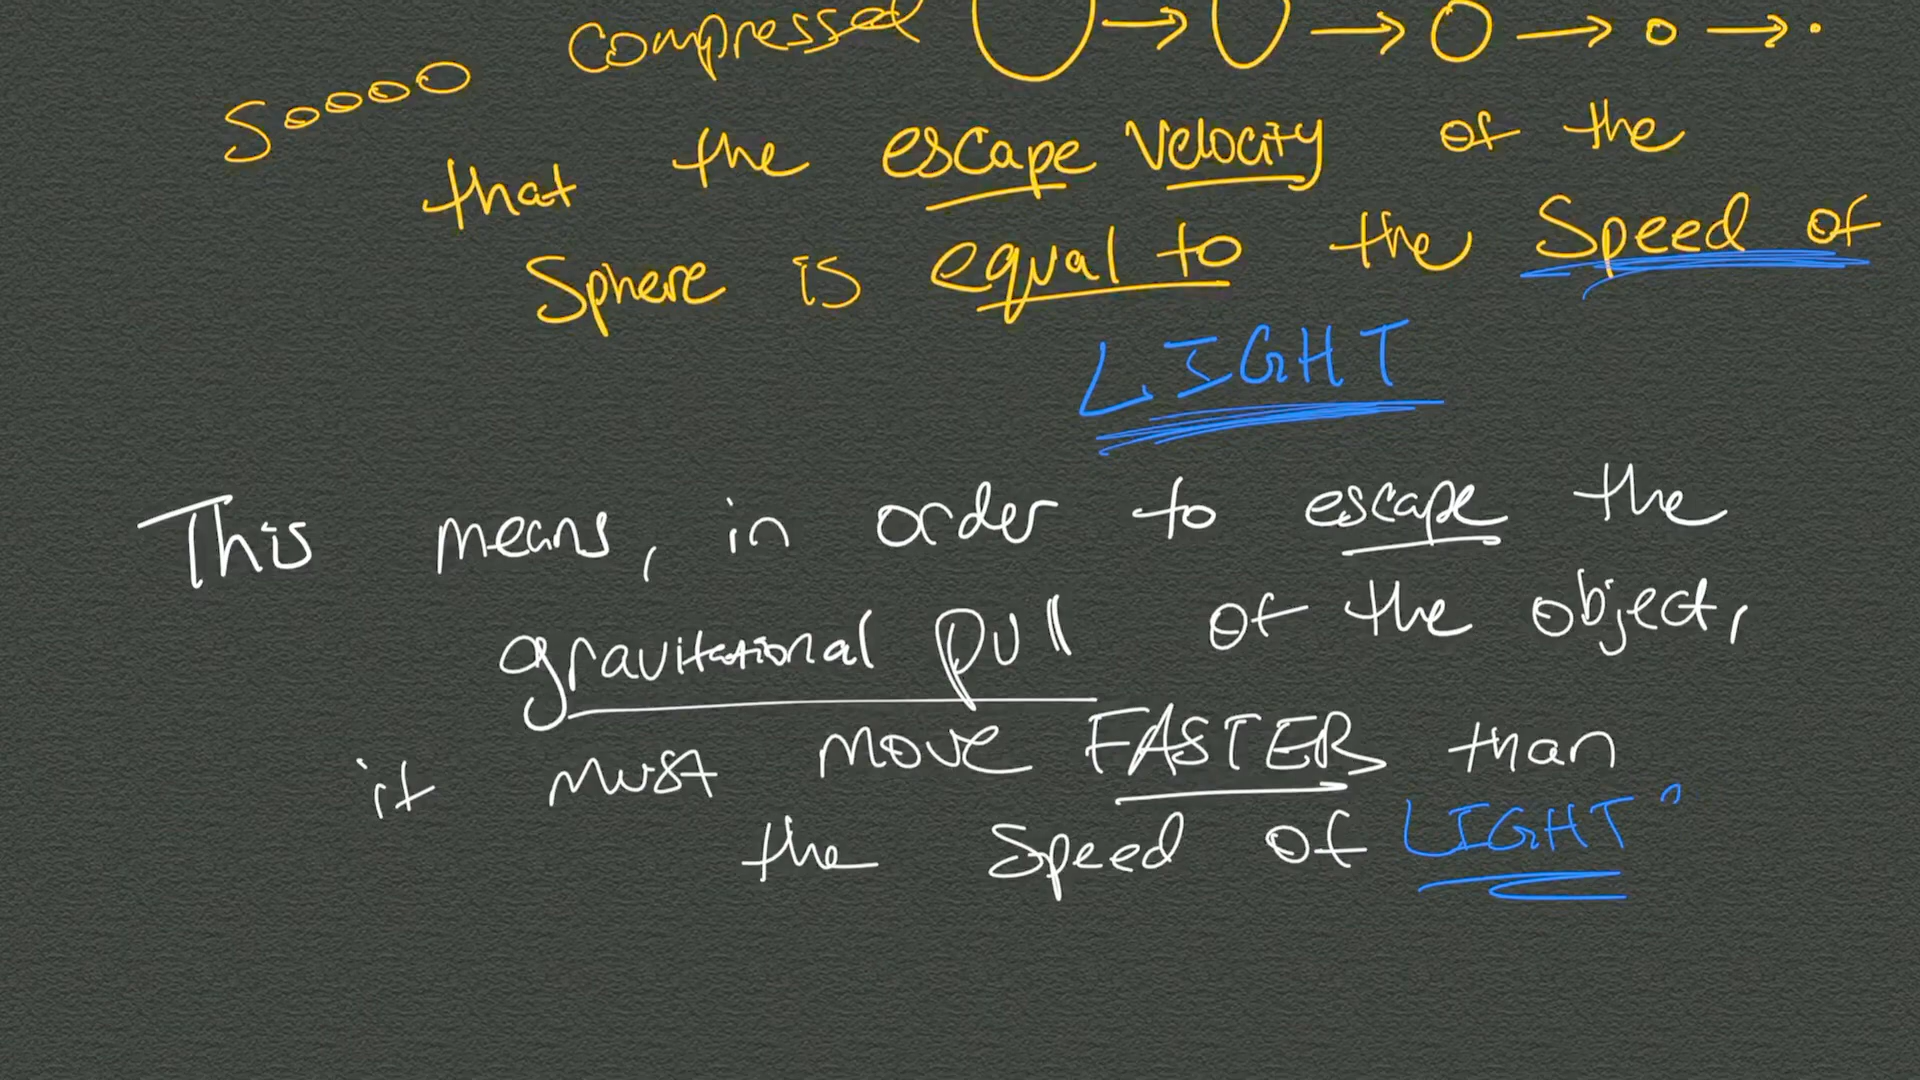 Soooo compressed
that the escape velocity of the
Sphere is equal to the Speed of
LIGHT
This means, in order to escape the
gravitational pull of the object,
it must move FASTER than
the Speed of LIGHT